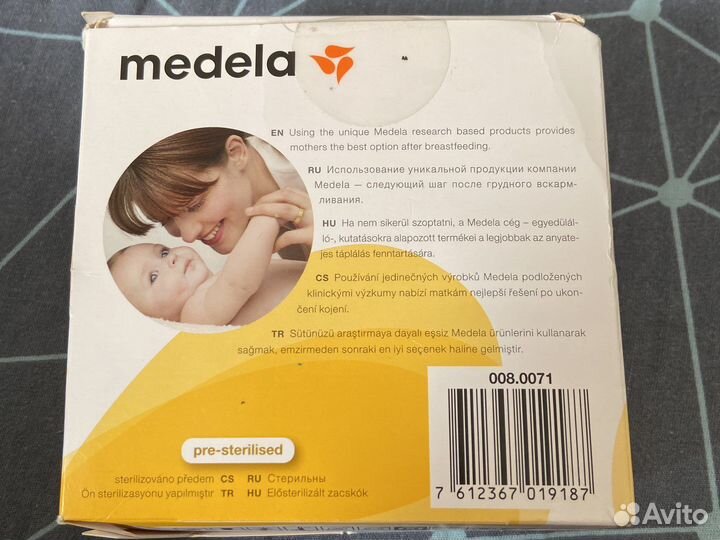 medela
EN Using the unique Medela research based products provides
mothers the best option after breastfeeding.
RU Использование уникальной продукции компании
Medela — следующий шаг после грудного вскарм-
ливания.
HU Ha nem sikerül szoptatni, a Medela cég – egyedülál-
ló-, kutatásokra alapozott termékei a legjobbak az anyate-
jes táplálás fenntartására.
CS Používání jedinečných výrobků Medela podložených
klinickými výzkumy nabízí matkám nejlepší řešení po ukon-
čení kojení.
TR Sütünüzü araştırmaya dayalı eşsiz Medela ürünlerini kullanarak
sağmak, emzirmeden sonraki en iyi seçenek haline gelmiştir.
008.0071
pre-sterilised
sterilizováno předem CS RU Стерильны
Ön sterilizasyonu yapılmıştır TR HU Elősterilizált zacskók
7 612367 019187
Avito